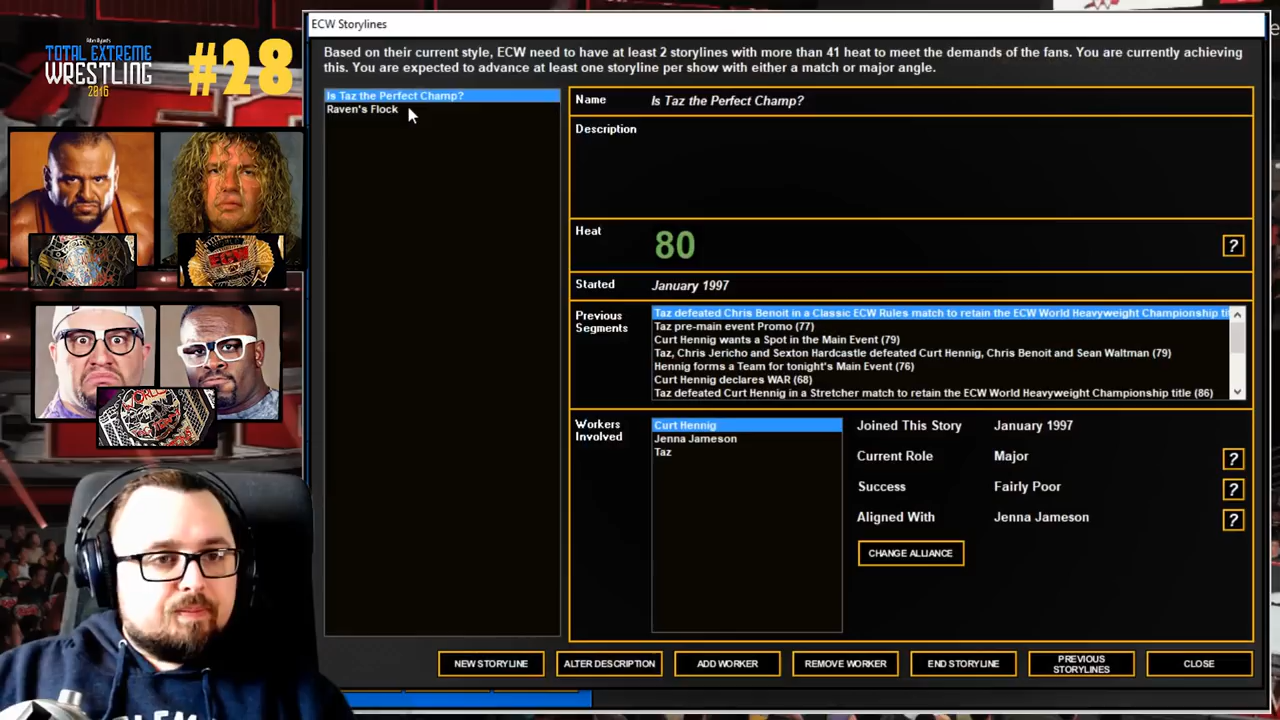 ECW Storylines
TOTAL EXTREME
WRESTLING
2016
#28
Based on their current style, ECW need to have at least 2 storylines with more than 41 heat to meet the demands of the fans. You are currently achieving
this. You are expected to advance at least one storyline per show with either a match or major angle.
Is Taz the Perfect Champ?
Raven's Flock
Name
Is Taz the Perfect Champ?
Description
Heat
80
?
Started
January 1997
Previous
Segments
Taz defeated Chris Benoit in a Classic ECW Rules match to retain the ECW World Heavyweight Championship tit
Taz pre-main event Promo (77)
Curt Hennig wants a Spot in the Main Event (79)
Taz, Chris Jericho and Sexton Hardcastle defeated Curt Hennig, Chris Benoit and Sean Waltman (79)
Hennig forms a Team for tonight's Main Event (76)
Curt Hennig declares WAR (68)
Taz defeated Curt Hennig in a Stretcher match to retain the ECW World Heavyweight Championship title (86)
Workers
Involved
Curt Hennig
Jenna Jameson
Taz
Joined This Story
January 1997
Current Role
Major
?
Success
Fairly Poor
?
Aligned With
Jenna Jameson
?
CHANGE ALLIANCE
NEW STORYLINE
ALTER DESCRIPTION
ADD WORKER
REMOVE WORKER
END STORYLINE
PREVIOUS
STORYLINES
CLOSE